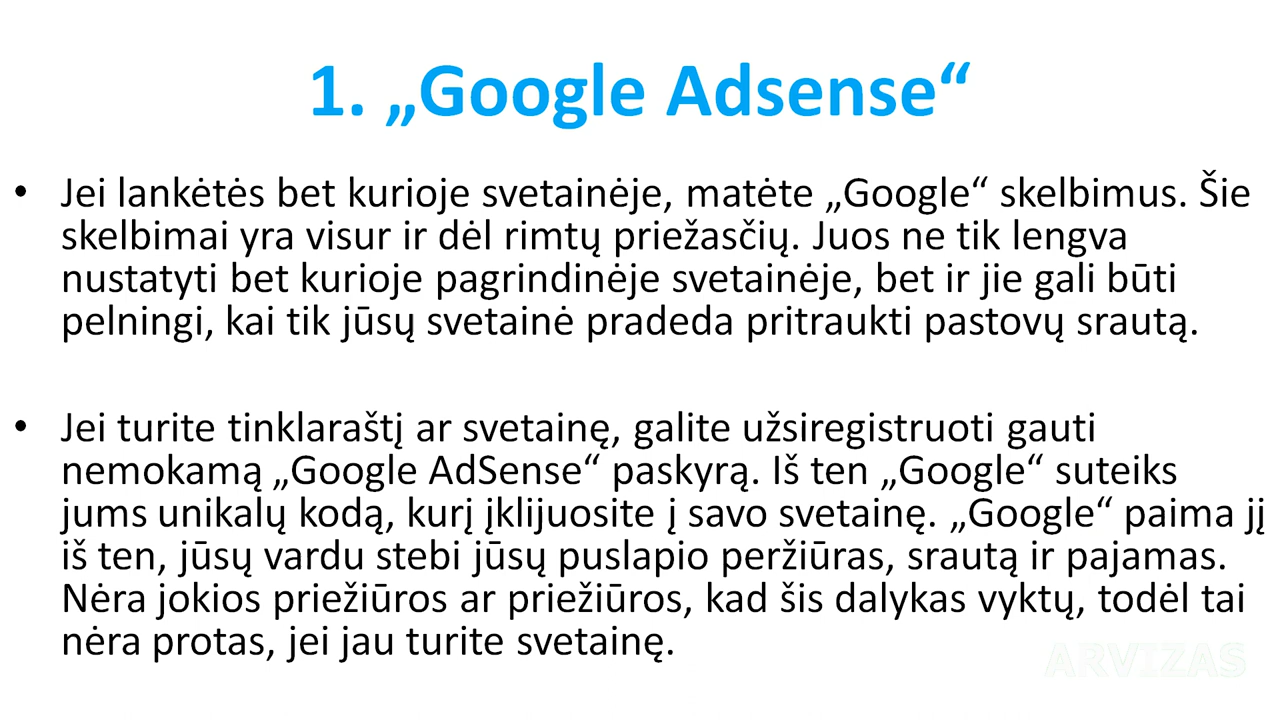 1. „Google Adsense“
• Jei lankėtės bet kurioje svetainėje, matėte „Google“ skelbimus. Šie
skelbimai yra visur ir dėl rimtų priežasčių. Juos ne tik lengva
nustatyti bet kurioje pagrindinėje svetainėje, bet ir jie gali būti
pelningi, kai tik jūsų svetainė pradeda pritraukti pastovų srautą.
• Jei turite tinklaraštį ar svetainę, galite užsiregistruoti gauti
nemokamą „Google AdSense“ paskyrą. Iš ten „Google“ suteiks
jums unikalų kodą, kurį įklijuosite į savo svetainę. „Google“ paima jį
iš ten, jūsų vardu stebi jūsų puslapio peržiūras, srautą ir pajamas.
Nėra jokios priežiūros ar priežiūros, kad šis dalykas vyktų, todėl tai
nėra protas, jei jau turite svetainę.
ARVIZAS